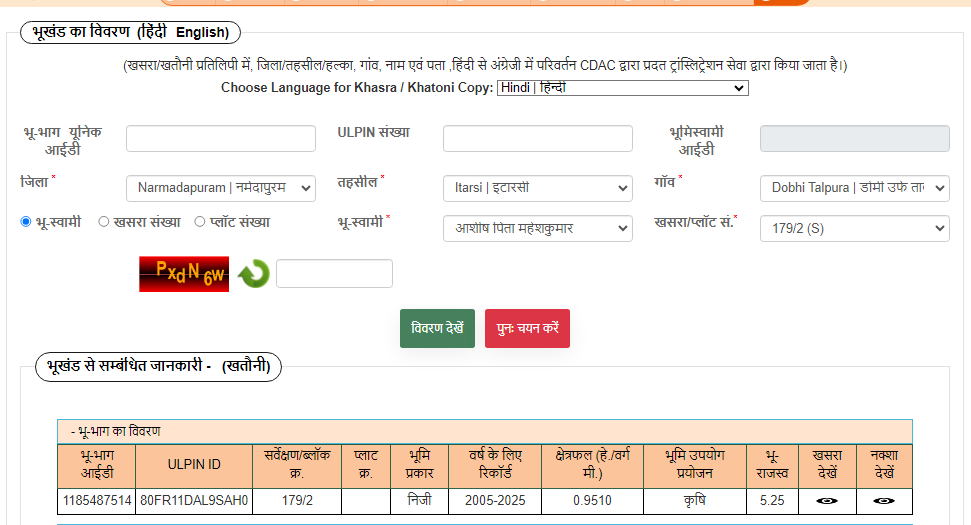 भूखंड का विवरण (हिंदी English)
(खसरा/खतौनी प्रतिलिपी में, जिला/तहसील/हल्का, गांव, नाम एवं पता ,हिंदी से अंग्रेजी में परिवर्तन CDAC द्वारा प्रदत ट्रांस्लिट्रेशन सेवा द्वारा किया जाता है।)
Choose Language for Khasra / Khatoni Copy: Hindi | हिन्दी
भू-भाग यूनिक आईडी
ULPIN संख्या
भूमिस्वामी आईडी
जिला * Narmadapuram | नर्मदापुरम
तहसील * Itarsi | इटारसी
गाँव * Dobhi Talpura | डोमी उर्फ ता
भू-स्वामी खसरा संख्या प्लॉट संख्या
भू-स्वामी * आशीष पिता महेशकुमार
खसरा/प्लॉट सं.* 179/2 (S)
PxdN6w
विवरण देखें पुनः चयन करें
भूखंड से सम्बंधित जानकारी - (खतौनी)
- भू-भाग का विवरण
भू-भाग आईडी ULPIN ID सर्वेक्षण/ब्लॉक क्र. प्लाट क्र. भूमि प्रकार वर्ष के लिए रिकॉर्ड क्षेत्रफल (हे./वर्ग मी.) भूमि उपयोग प्रयोजन भू-राजस्व खसरा देखें नक्शा देखें
1185487514 80FR11DAL9SAH0 179/2 निजी 2005-2025 0.9510 कृषि 5.25